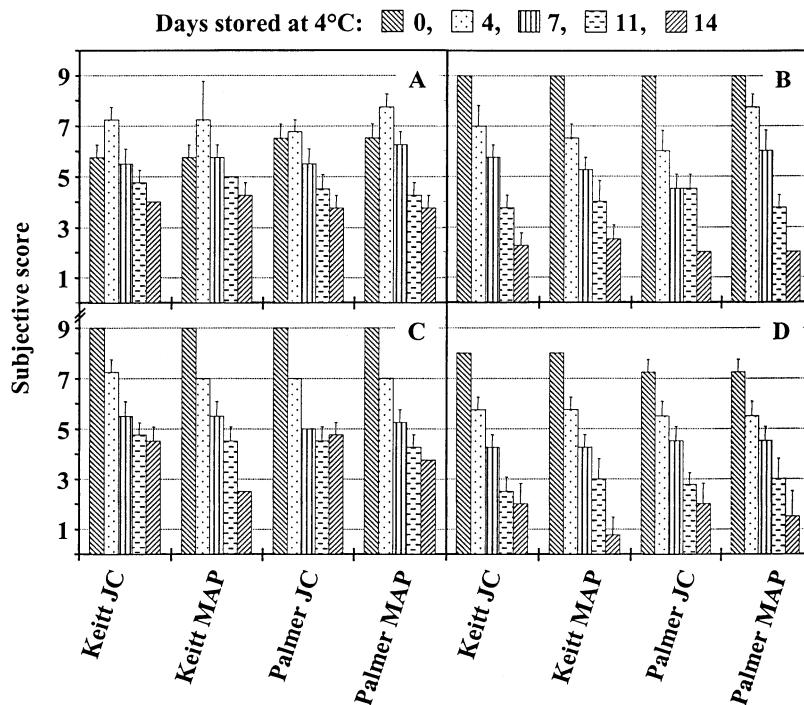 Days stored at 4°C: 0, 4, 7, 11, 14
A
B
C
D
9
7
5
3
1
9
7
5
3
1
Subjective score
Keitt JC
Keitt MAP
Palmer JC
Palmer MAP
Keitt JC
Keitt MAP
Palmer JC
Palmer MAP